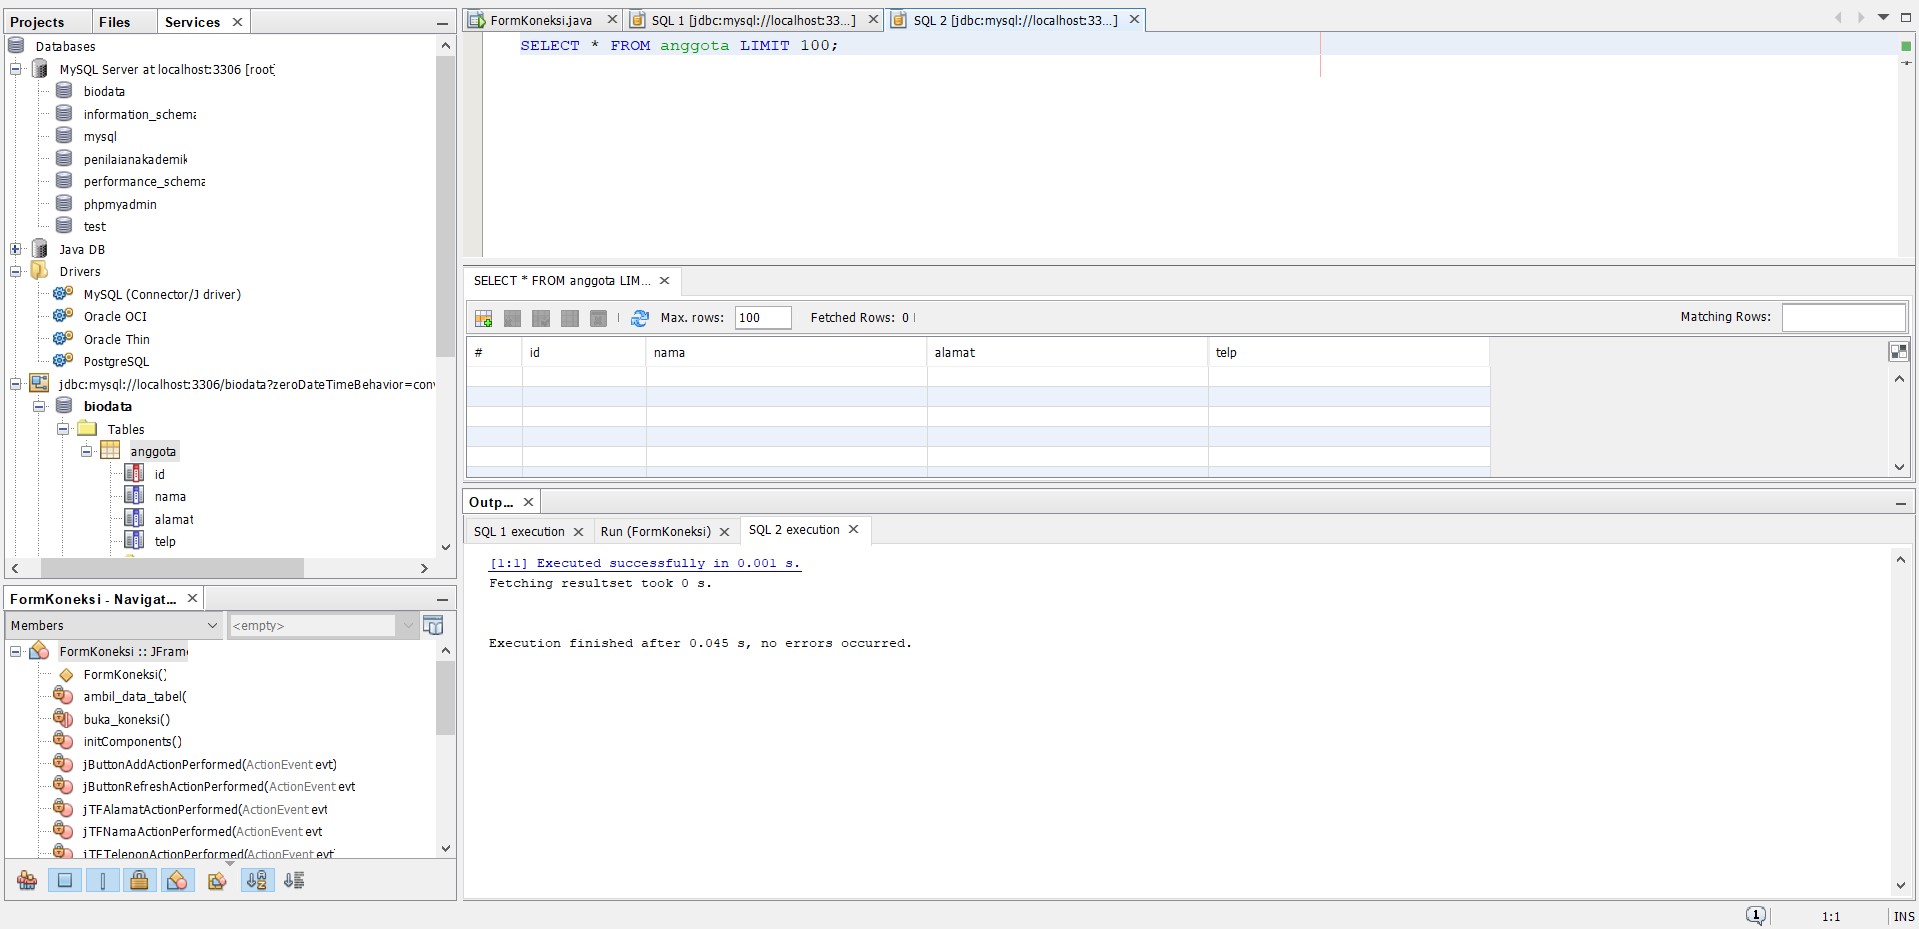 Projects Files Services
Databases
MySQL Server at localhost:3306 [root]
biodata
information_schema
mysql
penilaianakademik
performance_schema
phpmyadmin
test
Java DB
Drivers
MySQL (Connector/J driver)
Oracle OCI
Oracle Thin
PostgreSQL
jdbc:mysql://localhost:3306/biodata?zeroDateTimeBehavior=conv
biodata
Tables
anggota
id
nama
alamat
telp
FormKoneksi - Navigat...
Members <empty>
FormKoneksi :: JFrame
FormKoneksi()
ambil_data_tabel(
buka_koneksi()
initComponents()
jButtonAddActionPerformed(ActionEvent evt)
jButtonRefreshActionPerformed(ActionEvent evt
jTFAlamatActionPerformed(ActionEvent evt
jTFNamaActionPerformed(ActionEvent evt
jTFTeleponActionPerformed(ActionEvent evt
FormKoneksi.java SQL 1 [jdbc:mysql://localhost:33...] SQL 2 [jdbc:mysql://localhost:33...]
SELECT * FROM anggota LIMIT 100;
SELECT * FROM anggota LIM...
Max. rows: 100 Fetched Rows: 0 Matching Rows:
# id nama alamat telp
Outp...
SQL 1 execution Run (FormKoneksi) SQL 2 execution
[1:1] Executed successfully in 0.001 s.
Fetching resultset took 0 s.
Execution finished after 0.045 s, no errors occurred.
1 1:1 INS